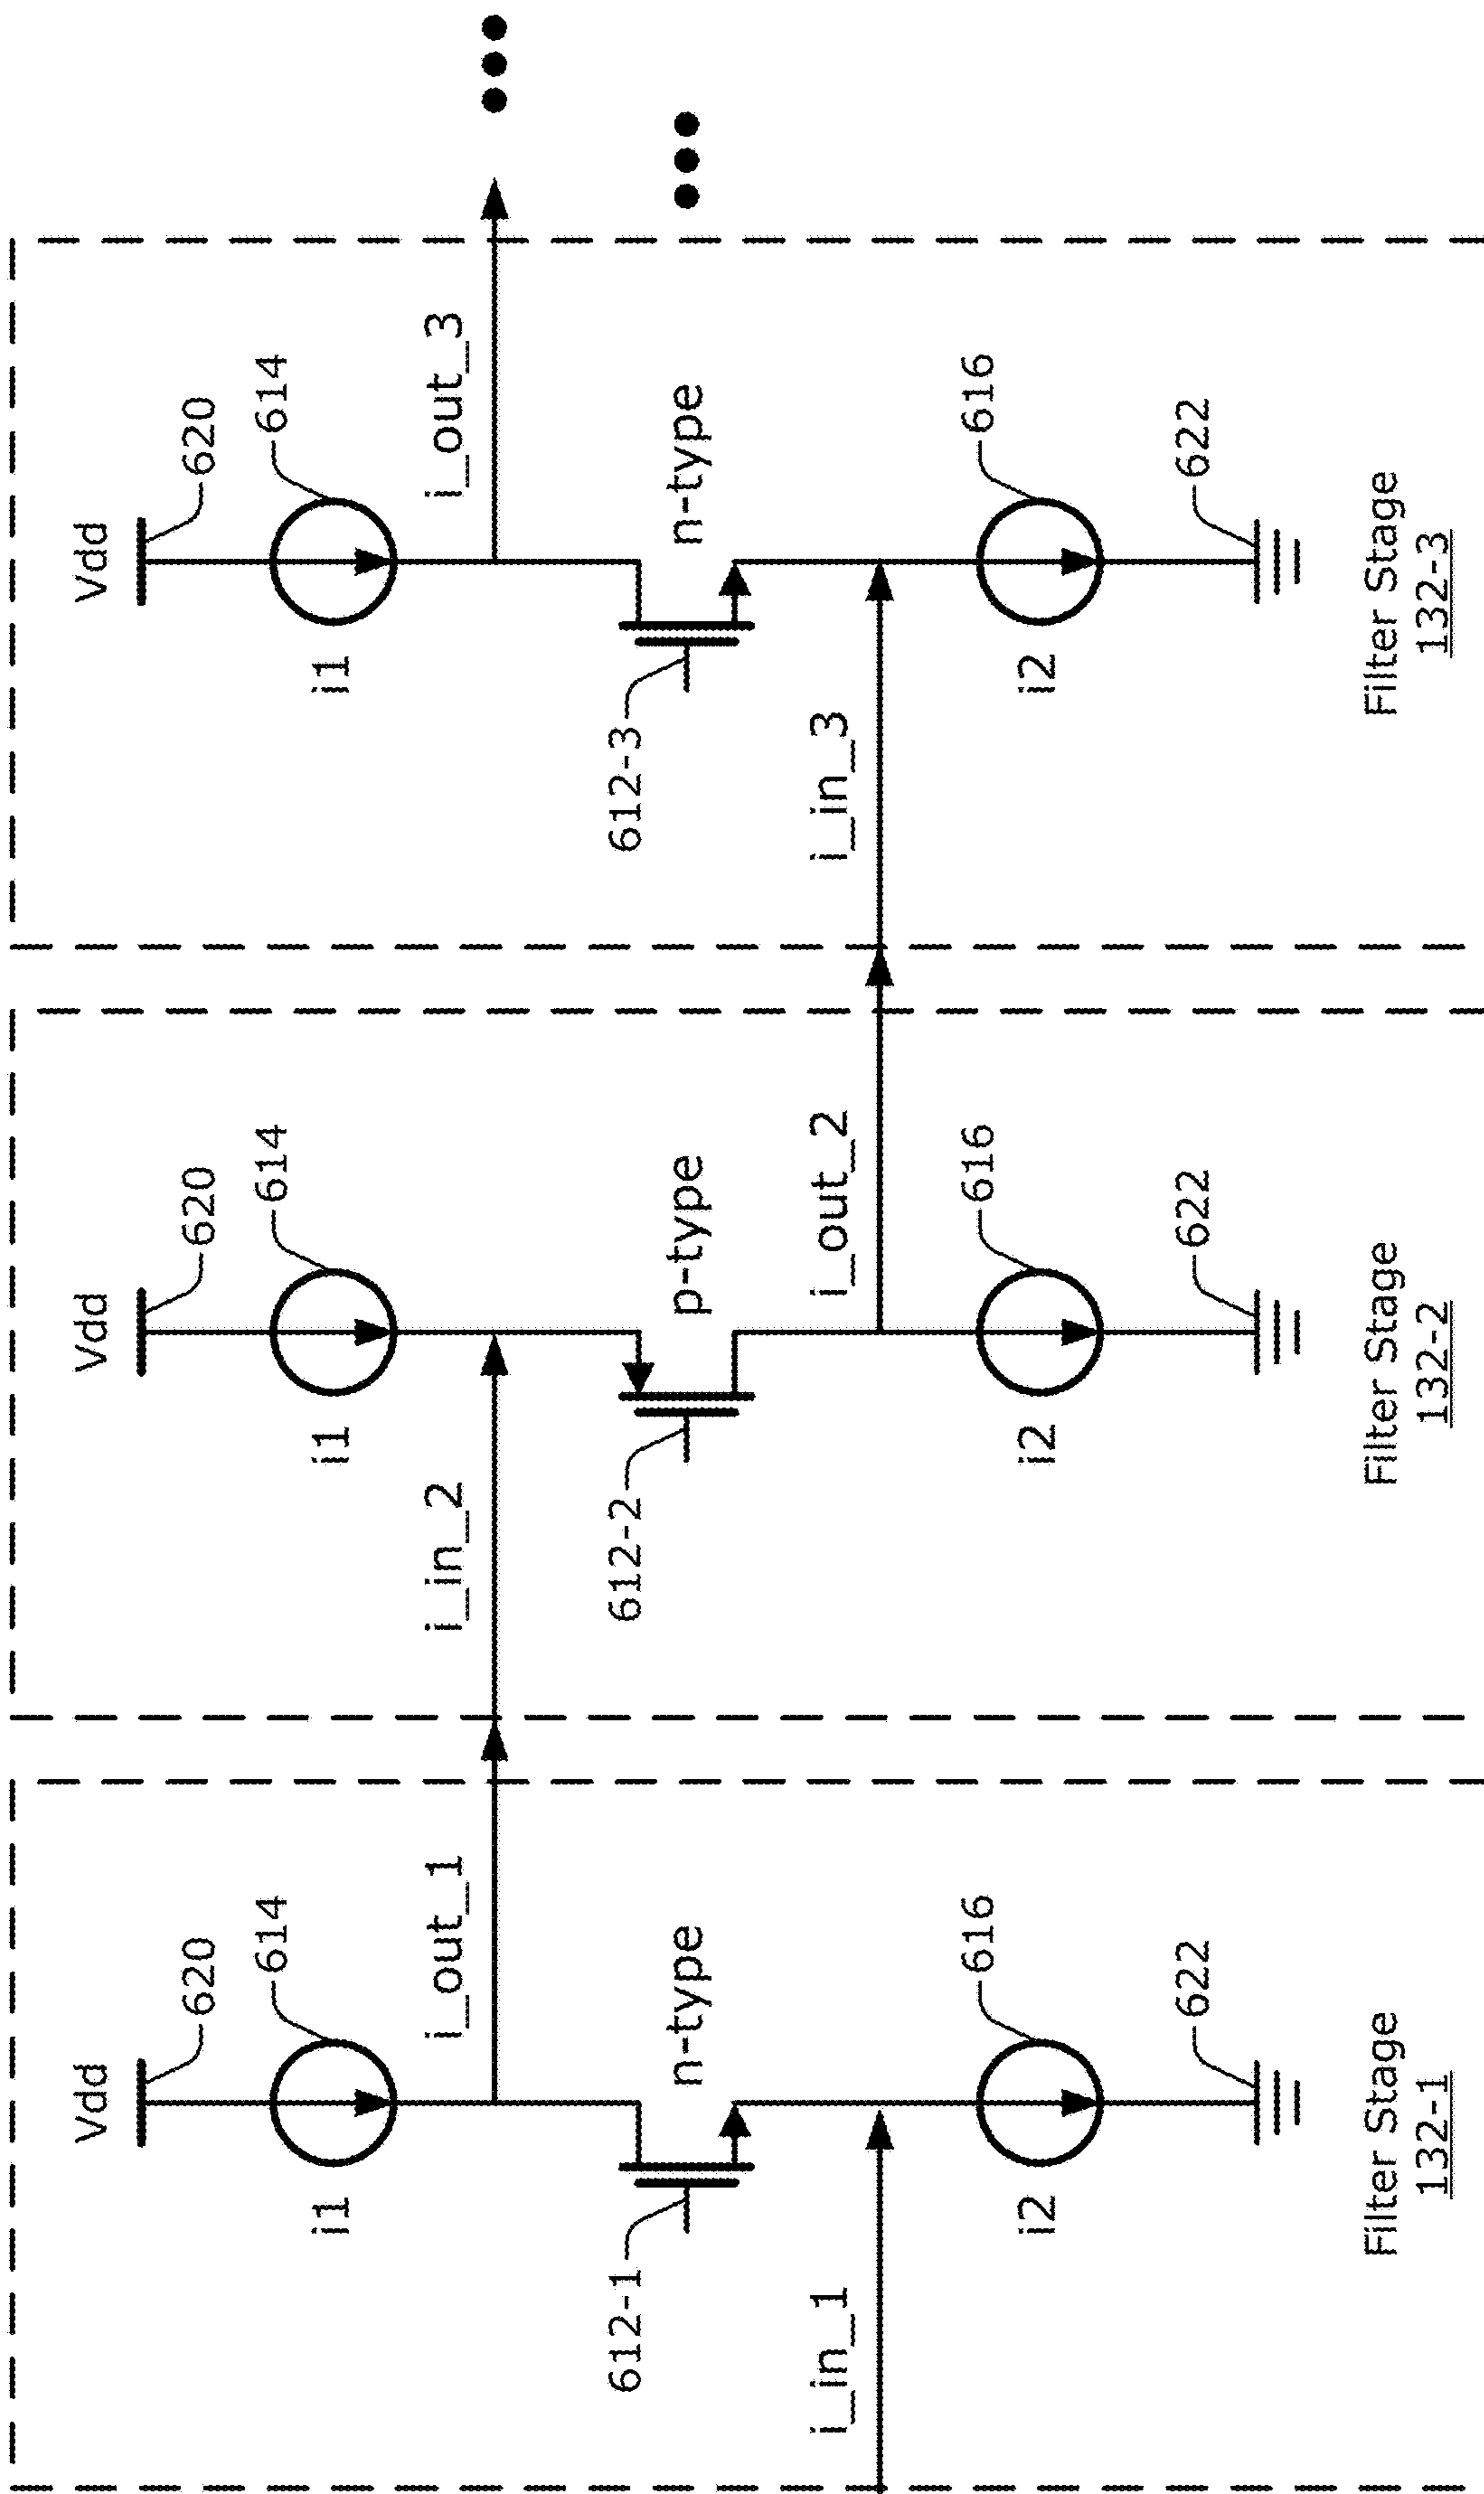 Vdd
620
i1
614
i_out_1
612-1
n-type
i_in_1
i2
616
622
Filter Stage
132-1
Vdd
620
i1
614
i_in_2
612-2
p-type
i_out_2
i2
616
622
Filter Stage
132-2
Vdd
620
i1
614
i_out_3
612-3
n-type
i_in_3
i2
616
622
Filter Stage
132-3